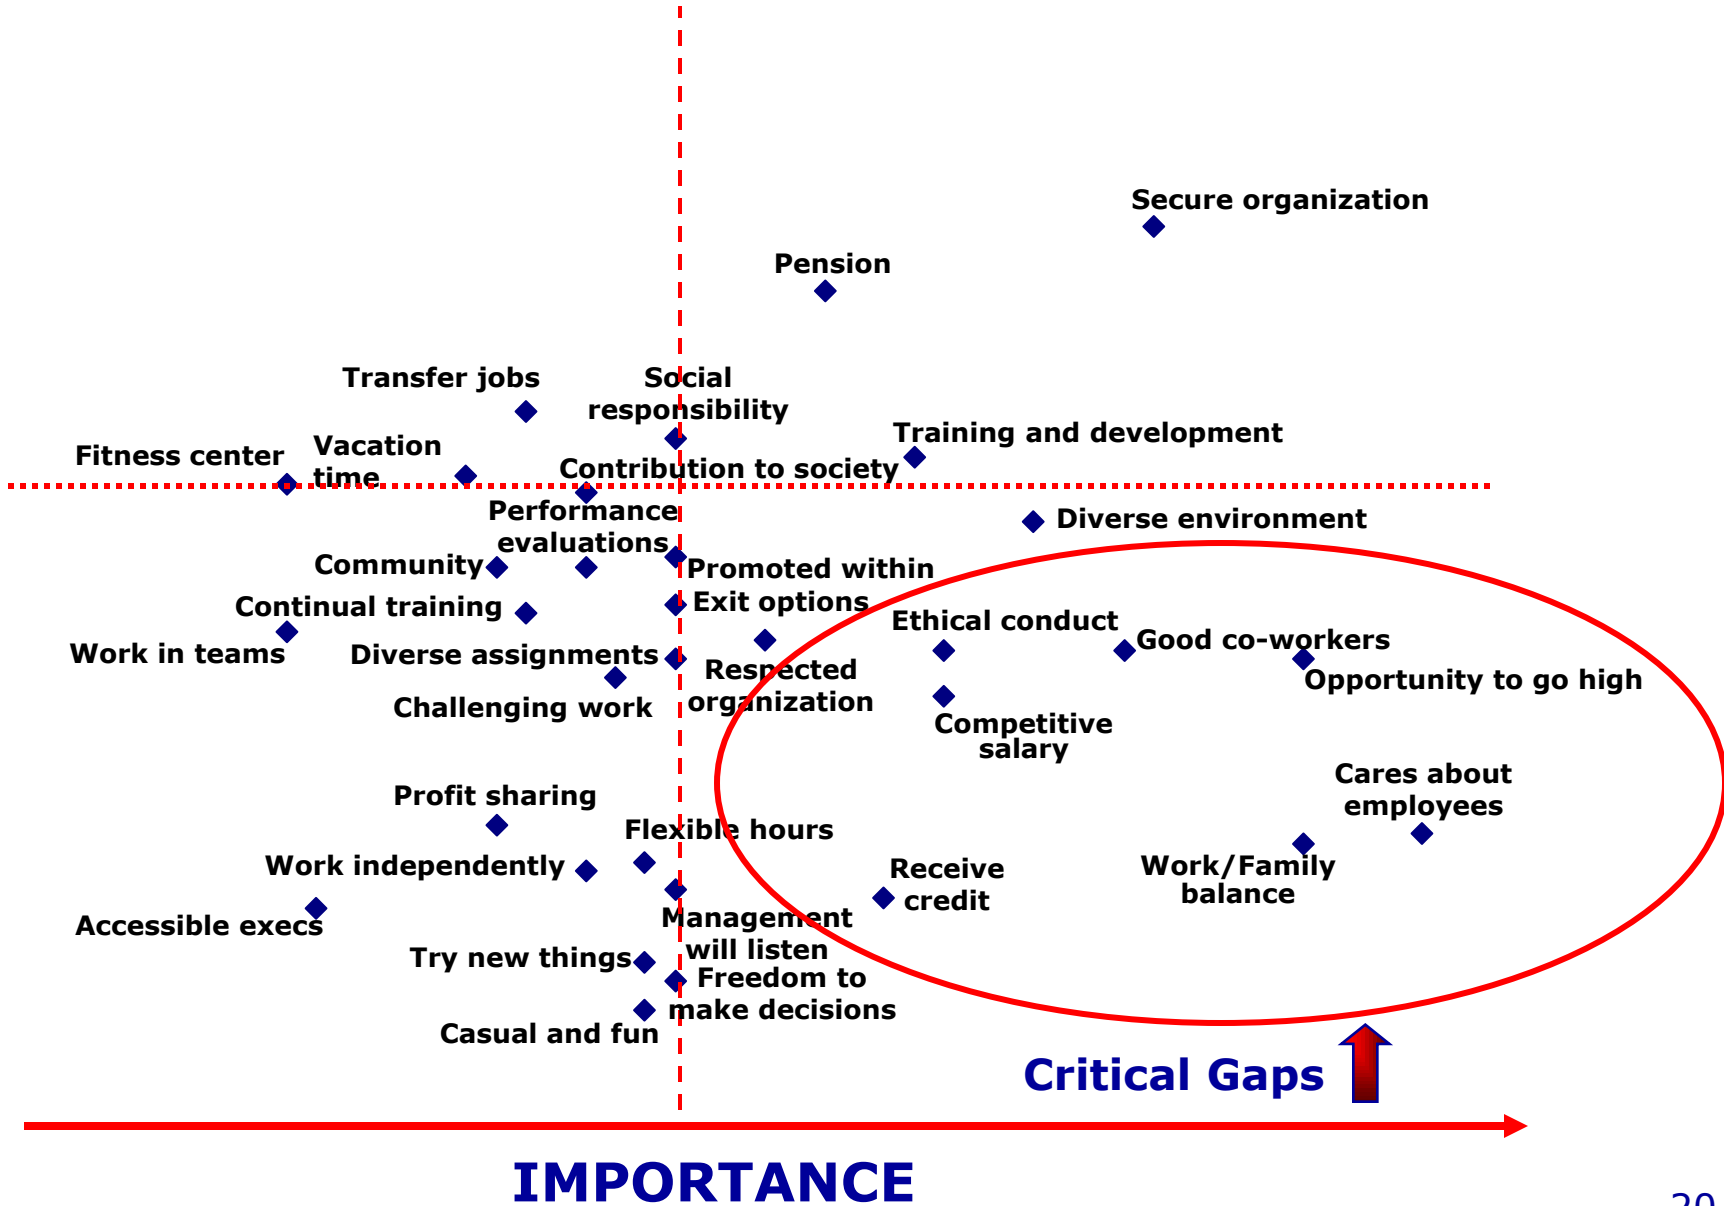 Secure organization
Pension
Transfer jobs
Social
responsibility
Training and development
Fitness center
Vacation
time
Contribution to society
Performance
evaluations
Diverse environment
Community
Promoted within
Continual training
Exit options
Ethical conduct
Good co-workers
Work in teams
Diverse assignments
Respected
organization
Opportunity to go high
Challenging work
Competitive
salary
Cares about
employees
Profit sharing
Flexible hours
Work independently
Receive
credit
Work/Family
balance
Accessible execs
Management
will listen
Try new things
Freedom to
make decisions
Casual and fun
Critical Gaps
IMPORTANCE